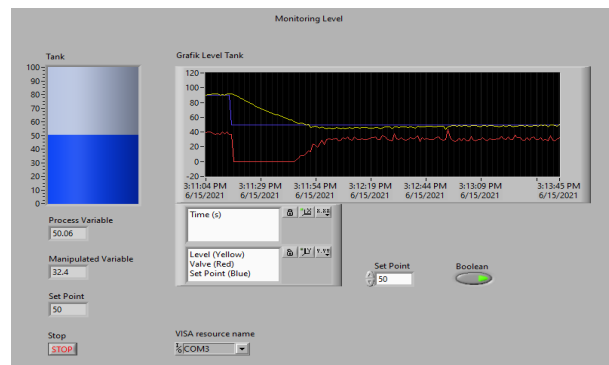 Monitoring Level
Tank
100
90
80
70
60
50
40
30
20
10
0
Process Variable
50.06
Manipulated Variable
32.4
Set Point
50
Stop
STOP
Grafik Level Tank
120
100
80
60
40
20
0
-20
3:11:04 PM 3:11:29 PM 3:11:54 PM 3:12:19 PM 3:12:44 PM 3:13:09 PM 3:13:45 PM
6/15/2021 6/15/2021 6/15/2021 6/15/2021 6/15/2021 6/15/2021 6/15/2021
Time (s)
Level (Yellow)
Valve (Red)
Set Point (Blue)
Set Point
50
Boolean
VISA resource name
COM3